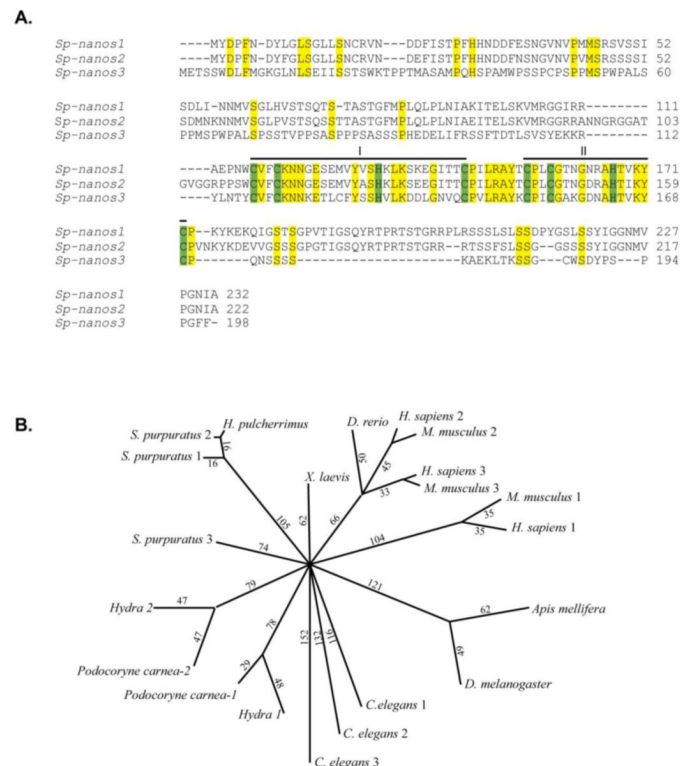 A.
Sp-nanos1 ----MYDPFN-DYLGLSGLLSNCRVN---DDFISTPFHHNDDFESNGVNVPMMSRSVSSI 52
Sp-nanos2 ----MYDPFN-DYLGLSGLLSNCRVN---DDFISTPFHHNDDFESNGVNVPVMSRSNSSI 52
Sp-nanos3 METSSWDLFMGKGLNLSEIISSTSWKTPPTMASAMPQHSPAMWPSSPCPSPPMSPWPALS 60
Sp-nanos1 SDLI-NNMVSGLHVSTSQTS-TASTGFMPLQLPLNIAKITELSKVMRGGIRR-------- 111
Sp-nanos2 SDMNKNNMVSGLPVSTSQSSTTASTGFMPLQLPLNIAEITELSKVMRGGRRANNGRGGAT 103
Sp-nanos3 PPMSPWPALSPSSTVPPSASPPPSASSSPHEDELIFRSSFTDTLSVSYEKKR-------- 112
I II
Sp-nanos1 ----AEPNWCVFCKNNGESEMVYVSHKLKSKEGITTCPILRAYTCPLCGTNGNRAHTVKY 171
Sp-nanos2 GVGGRPPSWCVFCKNNGESEMVYASHKLKSEEGITTCPILRAYTCPLCGTNGDRAHTIKY 159
Sp-nanos3 ----YLNTYCVFCKNKETLCFYSSHVLKDDLGNVQCPKLRAYKCPICGAKGDNAHTVKY 168
Sp-nanos1 CP-KYKEKQIGSTSGPVTIGSQYRTPRTSTGRRPLRSSSLSLSSDPYGSLSSYIGGNMV 227
Sp-nanos2 CPVNKYKDEVVGSSSGPGTIGSQYRTPRTSTGRR--RTSSFSLSSG--GSSSYIGGNMV 217
Sp-nanos3 CP-----QNSSSS----------------------KAEKLTKSSG---CWSDYPS--P 194
Sp-nanos1 PGNIA 232
Sp-nanos2 PGNIA 222
Sp-nanos3 PGFF- 198
B.
S. purpuratus 2
H. pulcherrimus
16
S. purpuratus 1
16
105
X. laevis
62
D. rerio
50
H. sapiens 2
M. musculus 2
45
H. sapiens 3
M. musculus 3
33
66
M. musculus 1
35
H. sapiens 1
35
104
S. purpuratus 3
74
Hydra 2
47
79
Podocoryne carnea-2
47
78
Podocoryne carnea-1
29
Hydra 1
48
152
132
116
121
62
Apis mellifera
49
D. melanogaster
C.elegans 1
C. elegans 2
C. elegans 3